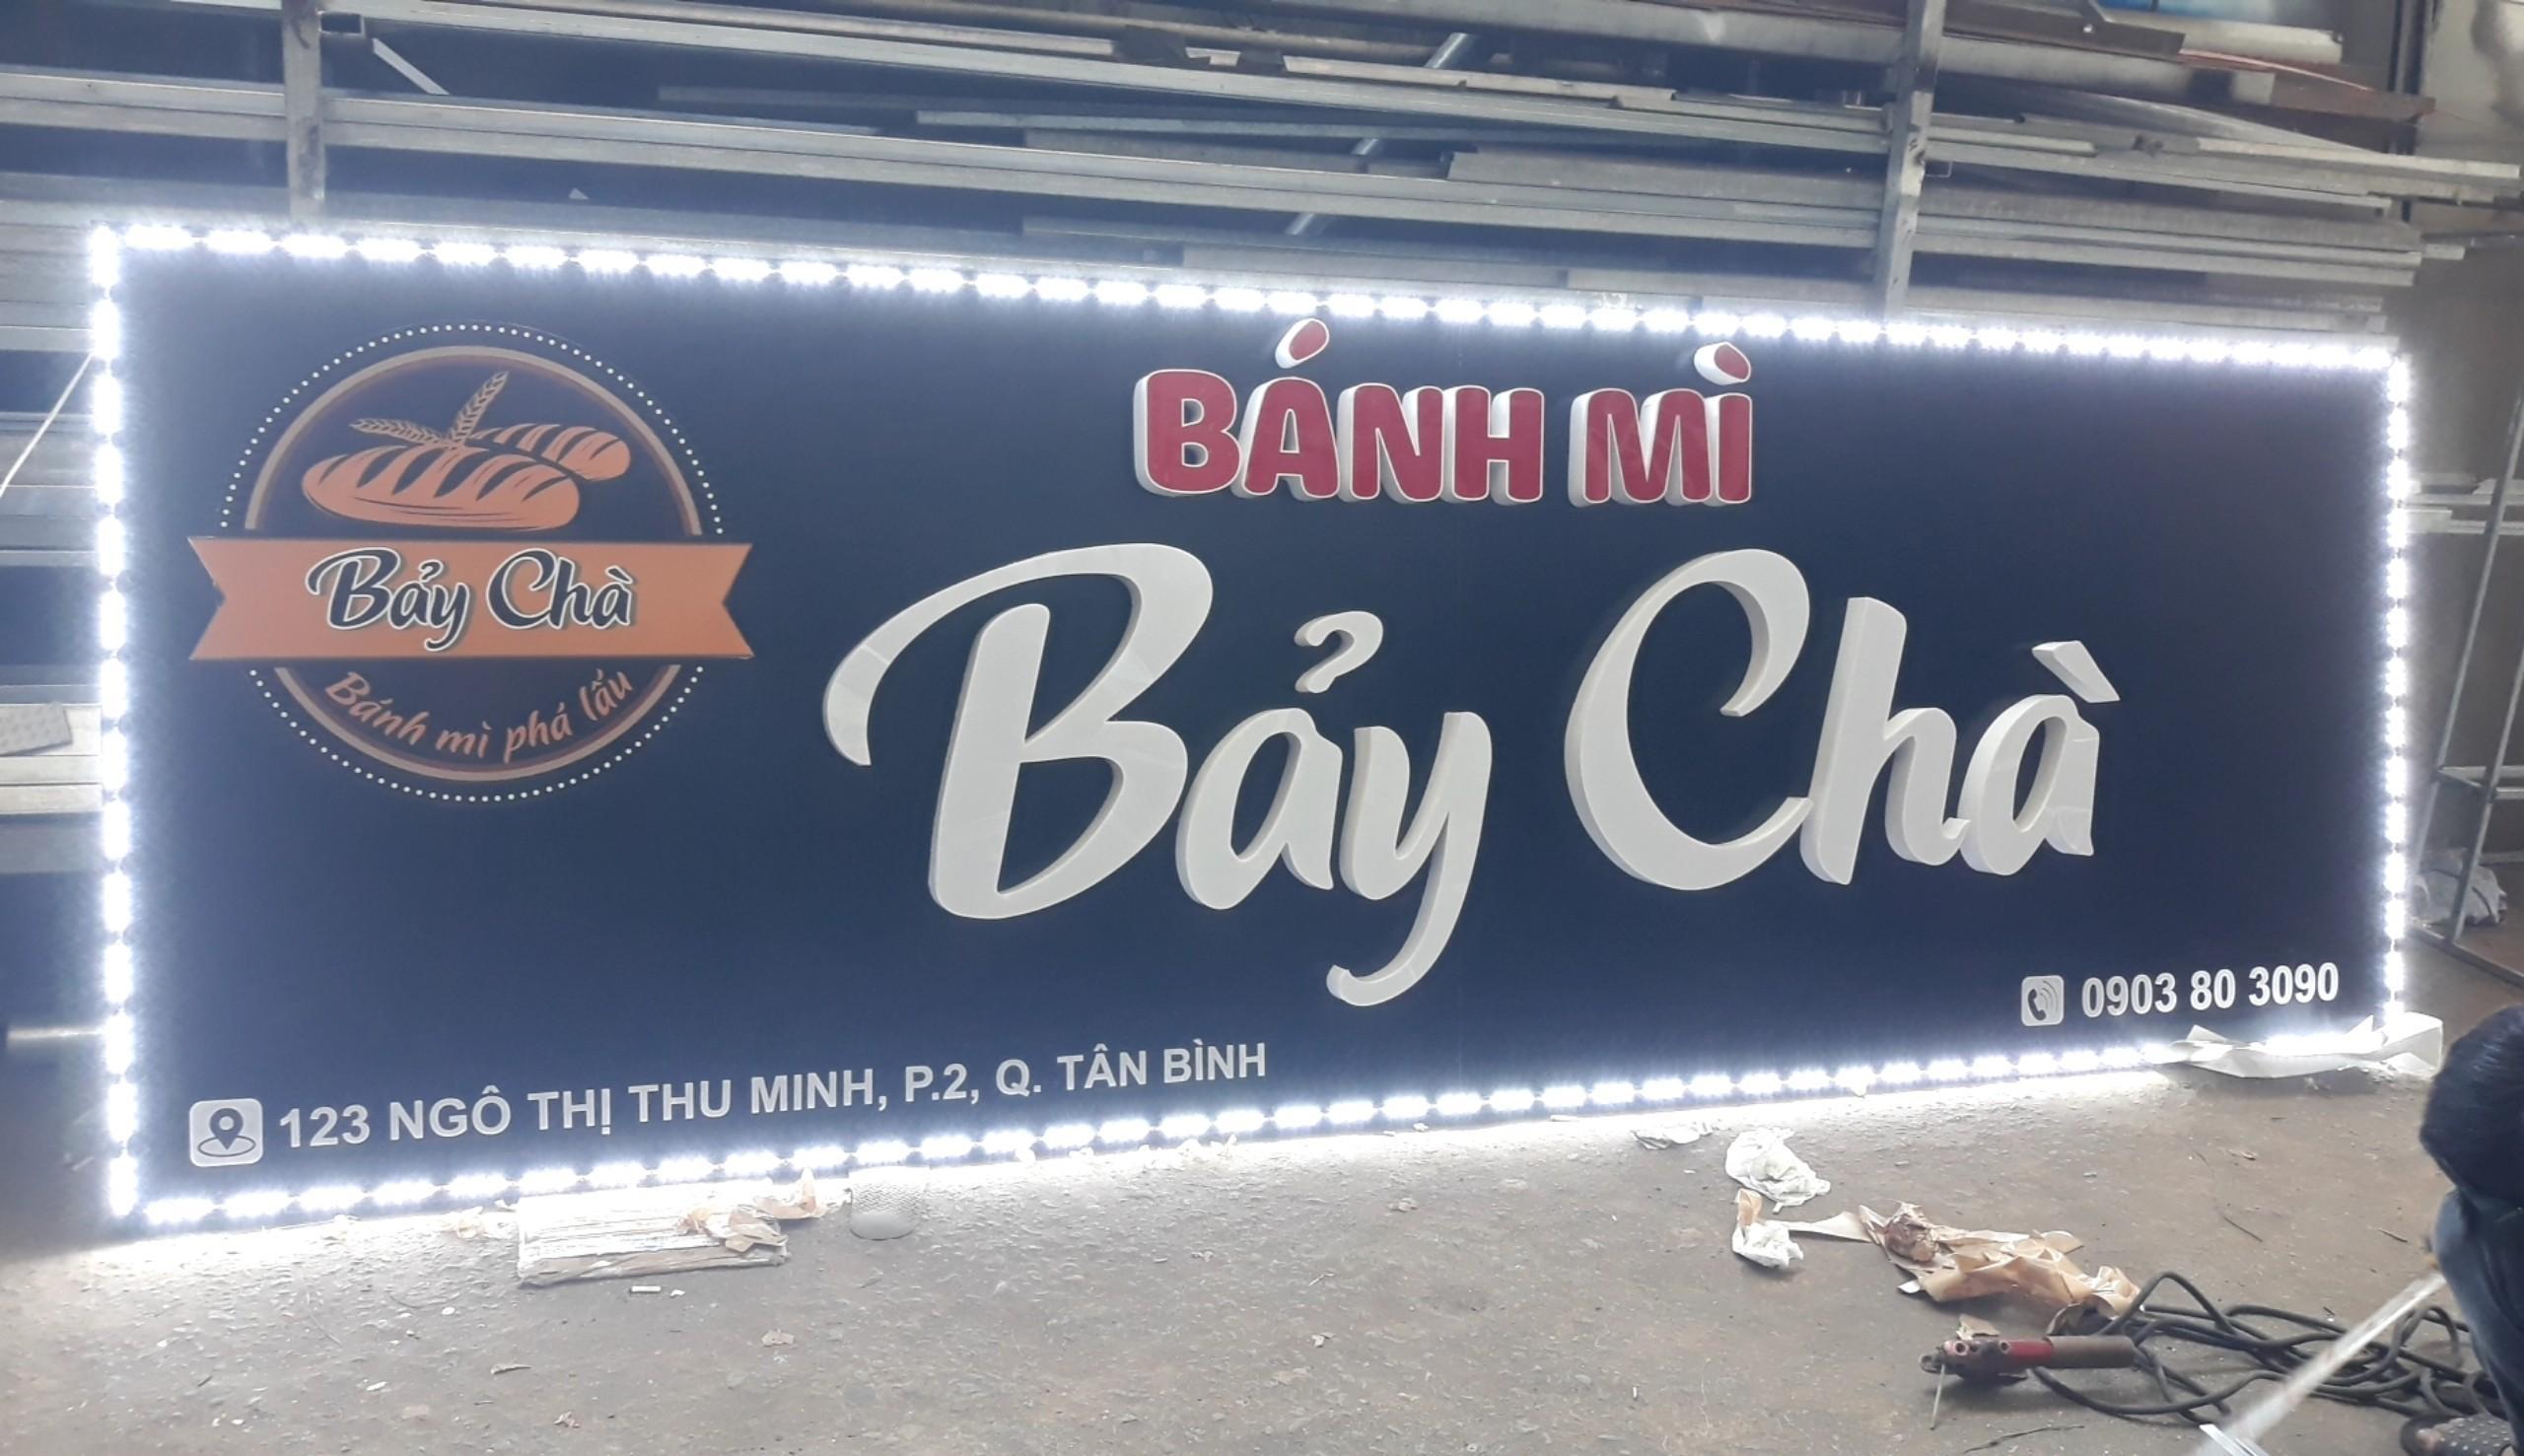 Bảy Chà
Bánh mì phá lấu
BÁNH MÌ
Bảy Chà
123 NGÔ THỊ THU MINH, P.2, Q. TÂN BÌNH
0903 80 3090